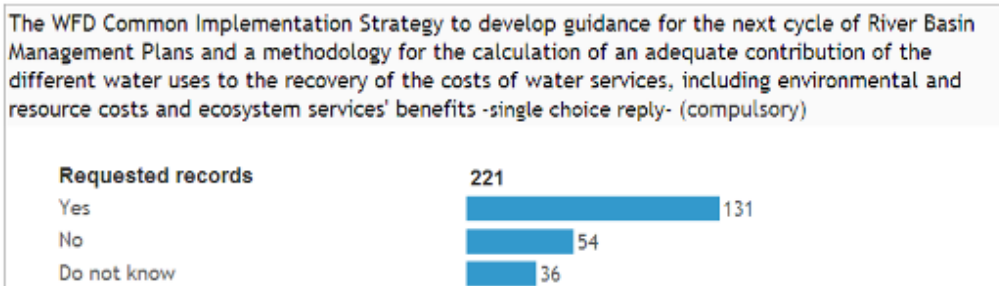 The WFD Common Implementation Strategy to develop guidance for the next cycle of River Basin
Management Plans and a methodology for the calculation of an adequate contribution of the
different water uses to the recovery of the costs of water services, including environmental and
resource costs and ecosystem services' benefits -single choice reply- (compulsory)
Requested records 221
Yes 131
No 54
Do not know 36